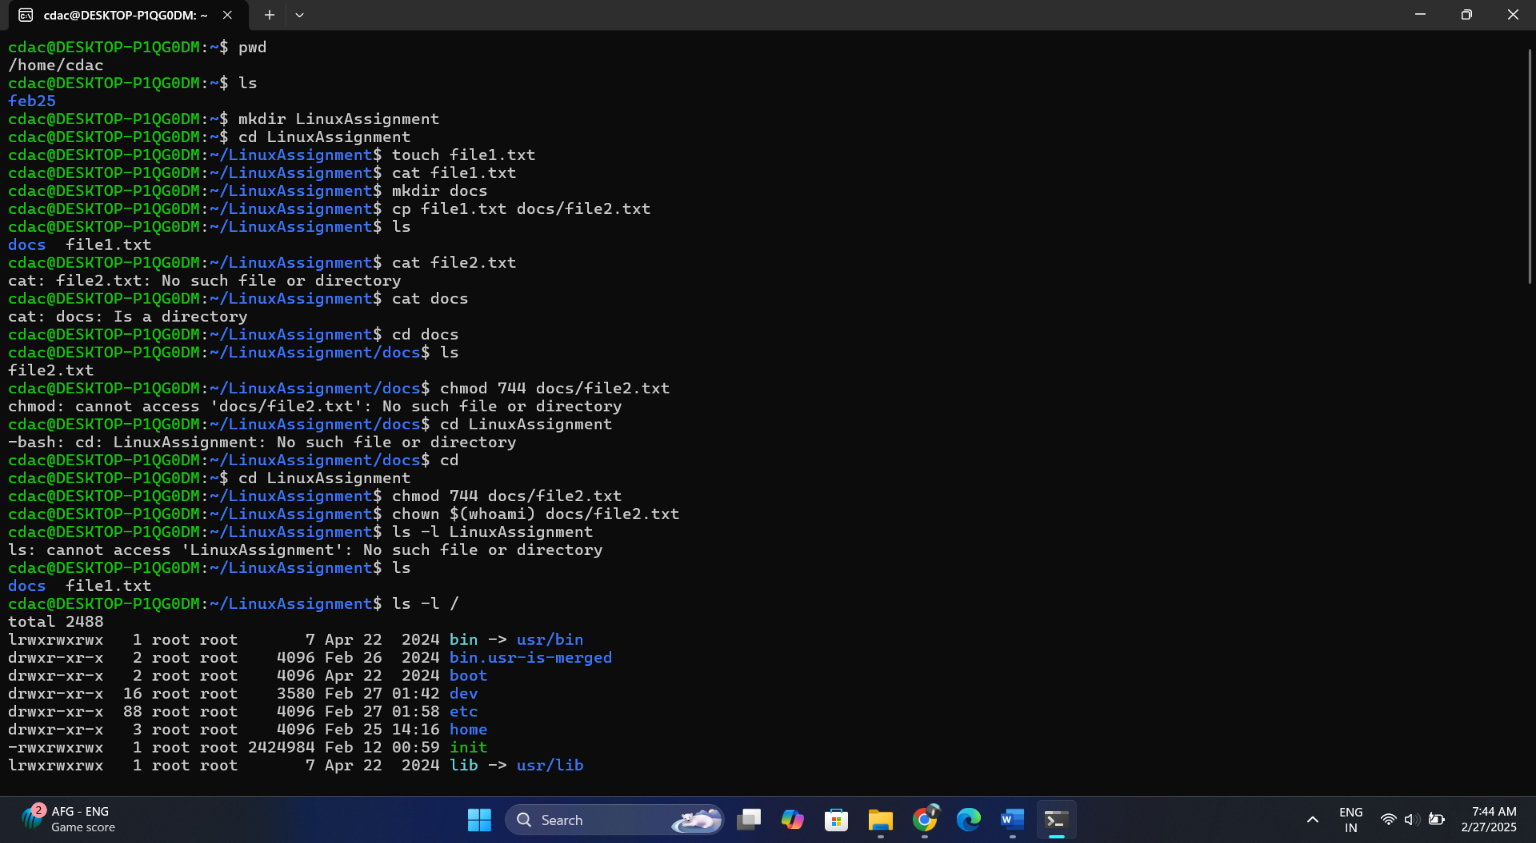 cdac@DESKTOP-P1QG0DM: ~
cdac@DESKTOP-P1QG0DM:~$ pwd
/home/cdac
cdac@DESKTOP-P1QG0DM:~$ ls
feb25
cdac@DESKTOP-P1QG0DM:~$ mkdir LinuxAssignment
cdac@DESKTOP-P1QG0DM:~$ cd LinuxAssignment
cdac@DESKTOP-P1QG0DM:~/LinuxAssignment$ touch file1.txt
cdac@DESKTOP-P1QG0DM:~/LinuxAssignment$ cat file1.txt
cdac@DESKTOP-P1QG0DM:~/LinuxAssignment$ mkdir docs
cdac@DESKTOP-P1QG0DM:~/LinuxAssignment$ cp file1.txt docs/file2.txt
cdac@DESKTOP-P1QG0DM:~/LinuxAssignment$ ls
docs  file1.txt
cdac@DESKTOP-P1QG0DM:~/LinuxAssignment$ cat file2.txt
cat: file2.txt: No such file or directory
cdac@DESKTOP-P1QG0DM:~/LinuxAssignment$ cat docs
cat: docs: Is a directory
cdac@DESKTOP-P1QG0DM:~/LinuxAssignment$ cd docs
cdac@DESKTOP-P1QG0DM:~/LinuxAssignment/docs$ ls
file2.txt
cdac@DESKTOP-P1QG0DM:~/LinuxAssignment/docs$ chmod 744 docs/file2.txt
chmod: cannot access 'docs/file2.txt': No such file or directory
cdac@DESKTOP-P1QG0DM:~/LinuxAssignment/docs$ cd LinuxAssignment
-bash: cd: LinuxAssignment: No such file or directory
cdac@DESKTOP-P1QG0DM:~/LinuxAssignment/docs$ cd
cdac@DESKTOP-P1QG0DM:~$ cd LinuxAssignment
cdac@DESKTOP-P1QG0DM:~/LinuxAssignment$ chmod 744 docs/file2.txt
cdac@DESKTOP-P1QG0DM:~/LinuxAssignment$ chown $(whoami) docs/file2.txt
cdac@DESKTOP-P1QG0DM:~/LinuxAssignment$ ls -l LinuxAssignment
ls: cannot access 'LinuxAssignment': No such file or directory
cdac@DESKTOP-P1QG0DM:~/LinuxAssignment$ ls
docs  file1.txt
cdac@DESKTOP-P1QG0DM:~/LinuxAssignment$ ls -l /
total 2488
lrwxrwxrwx   1 root root       7 Apr 22  2024 bin -> usr/bin
drwxr-xr-x   2 root root    4096 Feb 26  2024 bin.usr-is-merged
drwxr-xr-x   2 root root    4096 Apr 22  2024 boot
drwxr-xr-x  16 root root    3580 Feb 27 01:42 dev
drwxr-xr-x  88 root root    4096 Feb 27 01:58 etc
drwxr-xr-x   3 root root    4096 Feb 25 14:16 home
-rwxrwxrwx   1 root root 2424984 Feb 12 00:59 init
lrwxrwxrwx   1 root root       7 Apr 22  2024 lib -> usr/lib
2
AFG - ENG
Game score
Search
ENG
IN
7:44 AM
2/27/2025